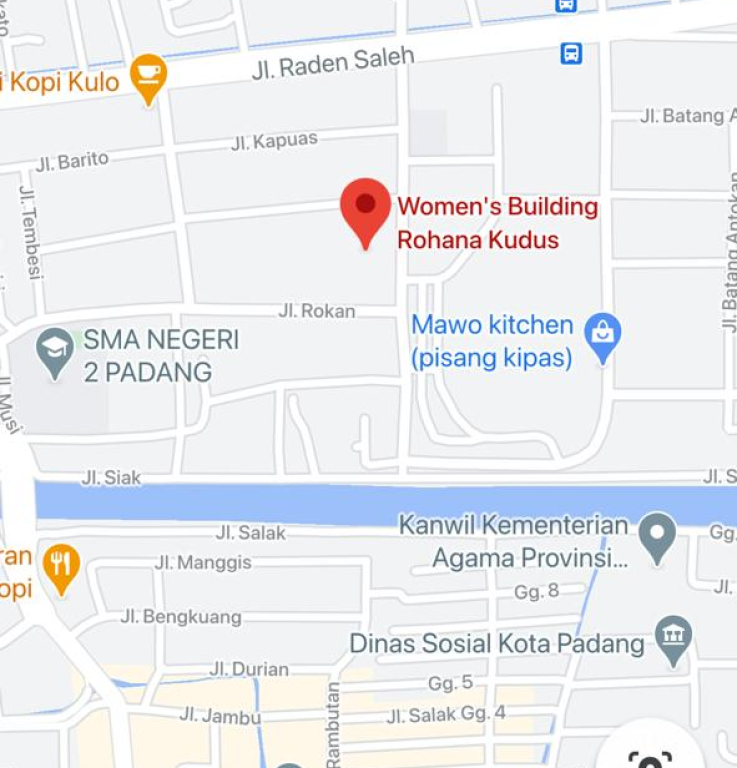 i Kopi Kulo
Jl. Raden Saleh
Jl. Batang A
Jl. Kapuas
Jl. Barito
Jl. Tembesi
Women's Building
Rohana Kudus
Jl. Batang Antokan
Jl. Rokan
Mawo kitchen
(pisang kipas)
SMA NEGERI
2 PADANG
Jl. Musi
Jl. Siak
Jl. S
Jl. Salak
Kanwil Kementerian
Agama Provinsi...
Gg.
ran
opi
Jl. Manggis
Gg. 8
Jl.
Jl. Bengkuang
Dinas Sosial Kota Padang
Jl. Durian
Gg. 5
Rambutan
Jl. Jambu
Jl. Salak Gg. 4